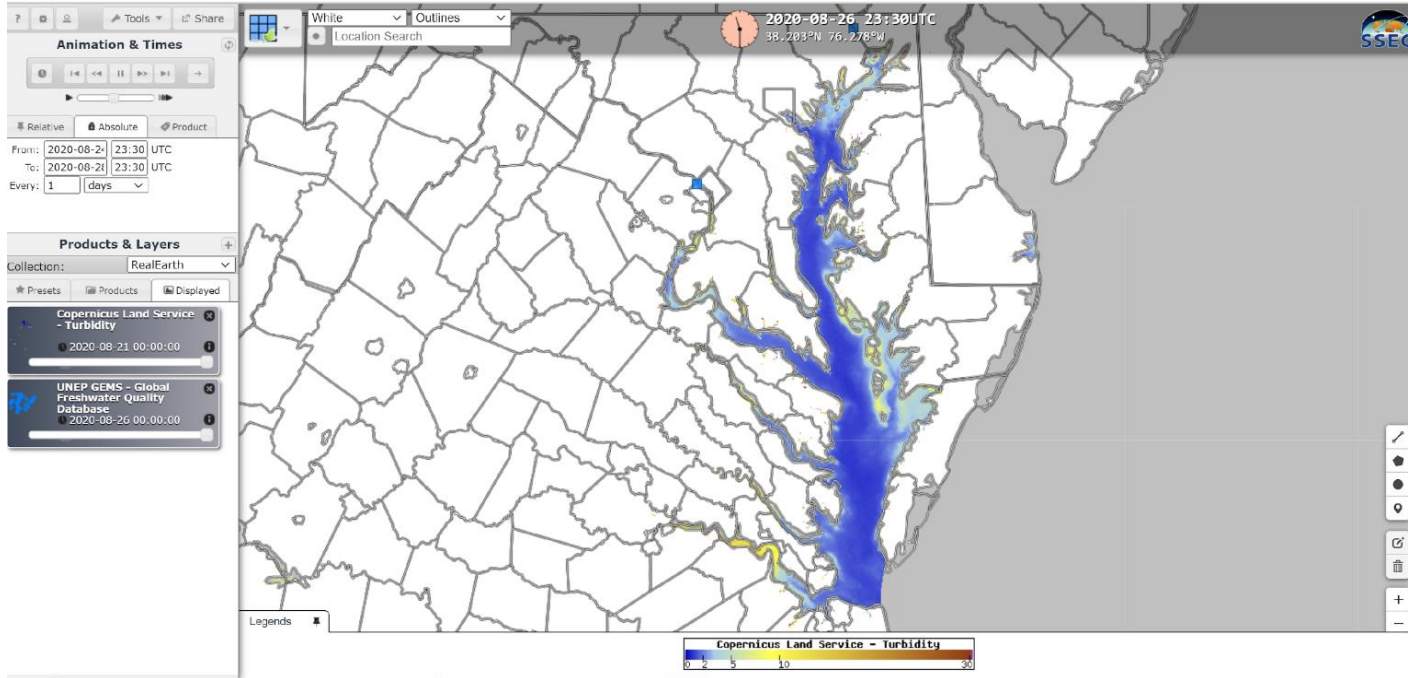 ?
Tools
Share
Animation & Times
Relative
Absolute
Product
From: 2020-08-24 23:30 UTC
To: 2020-08-28 23:30 UTC
Every: 1 days
Products & Layers
Collection: RealEarth
Presets
Products
Displayed
Copernicus Land Service
- Turbidity
2020-08-21 00:00:00
UNEP GEMS - Global
Freshwater Quality
Database
2020-08-26 00:00:00
White
Outlines
Location Search
2020-08-26 23:30UTC
38.203°N 76.278°W
SSEC
Legends
Copernicus Land Service - Turbidity
0 2 5 10 30